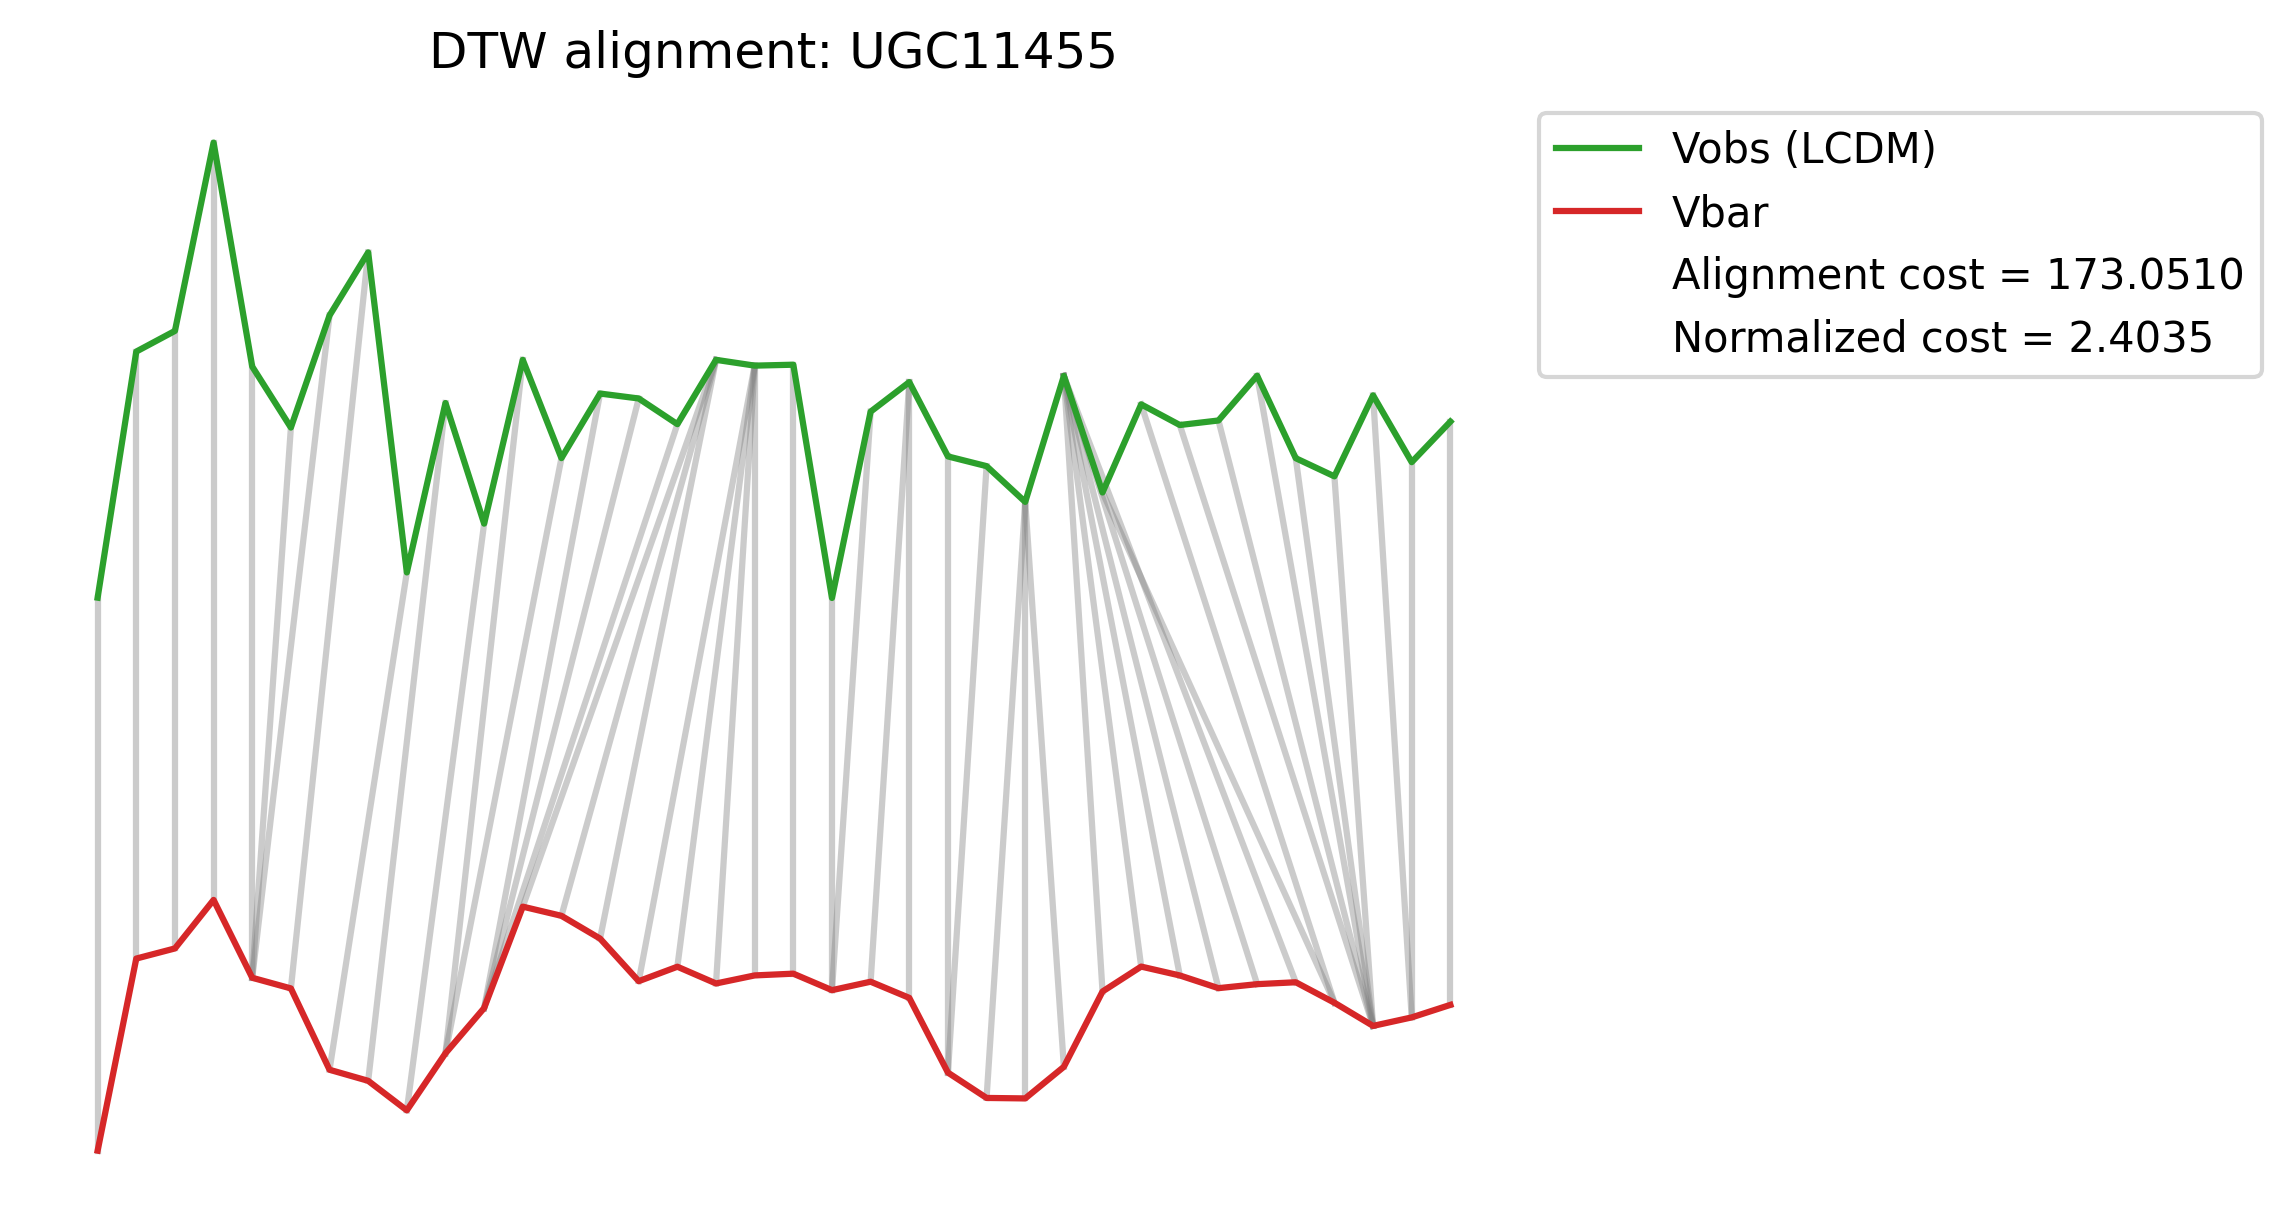 DTW alignment: UGC11455
Vobs (LCDM)
Vbar
Alignment cost = 173.0510
Normalized cost = 2.4035